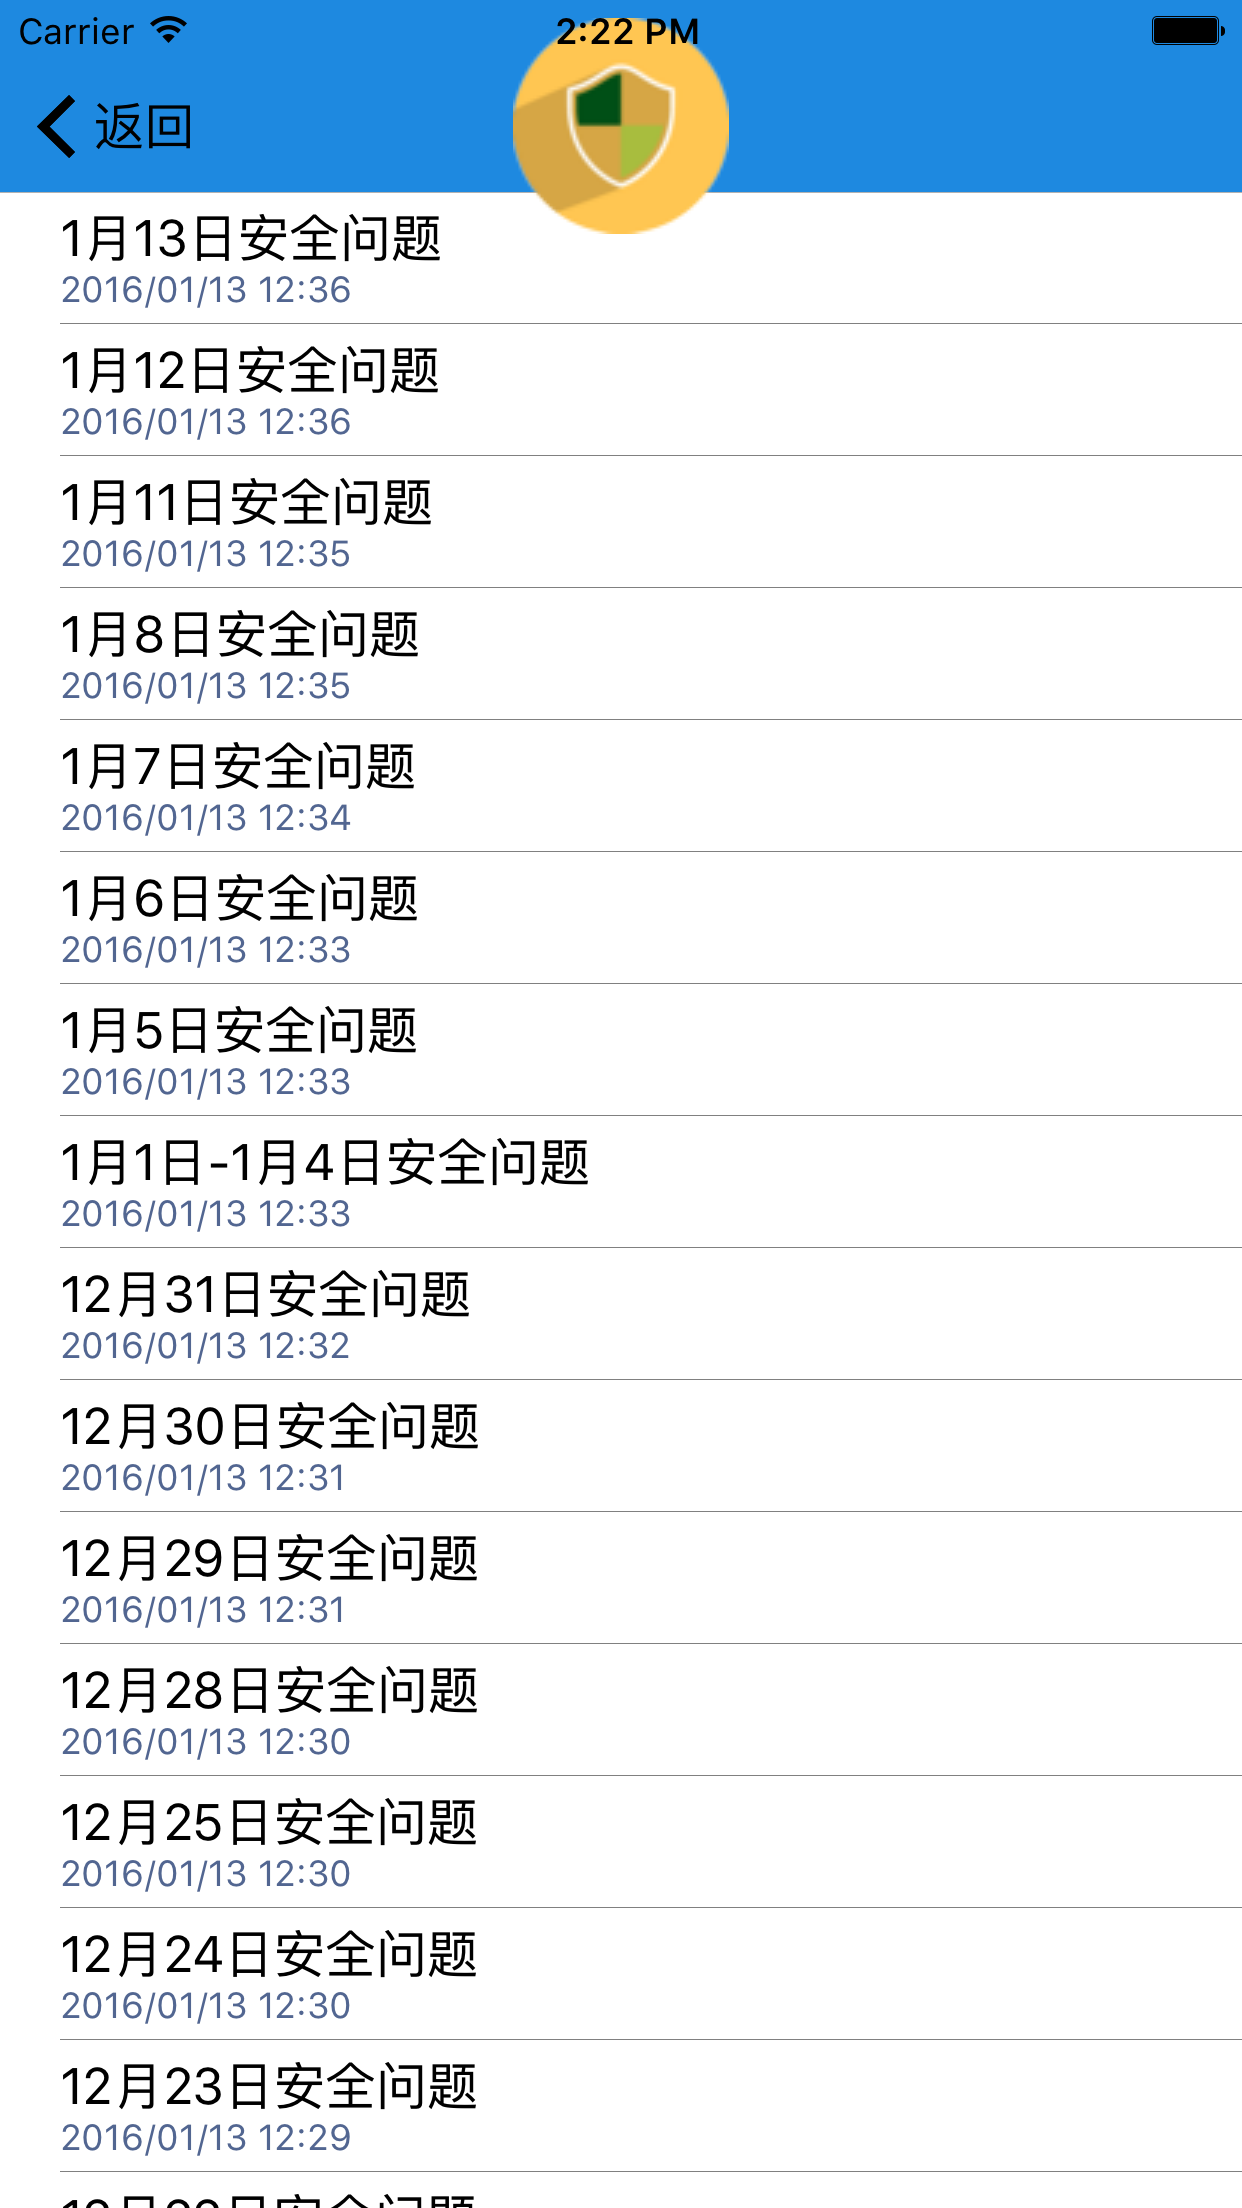 Carrier 2:22 PM
返回
1月13日安全问题
2016/01/13 12:36
1月12日安全问题
2016/01/13 12:36
1月11日安全问题
2016/01/13 12:35
1月8日安全问题
2016/01/13 12:35
1月7日安全问题
2016/01/13 12:34
1月6日安全问题
2016/01/13 12:33
1月5日安全问题
2016/01/13 12:33
1月1日-1月4日安全问题
2016/01/13 12:33
12月31日安全问题
2016/01/13 12:32
12月30日安全问题
2016/01/13 12:31
12月29日安全问题
2016/01/13 12:31
12月28日安全问题
2016/01/13 12:30
12月25日安全问题
2016/01/13 12:30
12月24日安全问题
2016/01/13 12:30
12月23日安全问题
2016/01/13 12:29